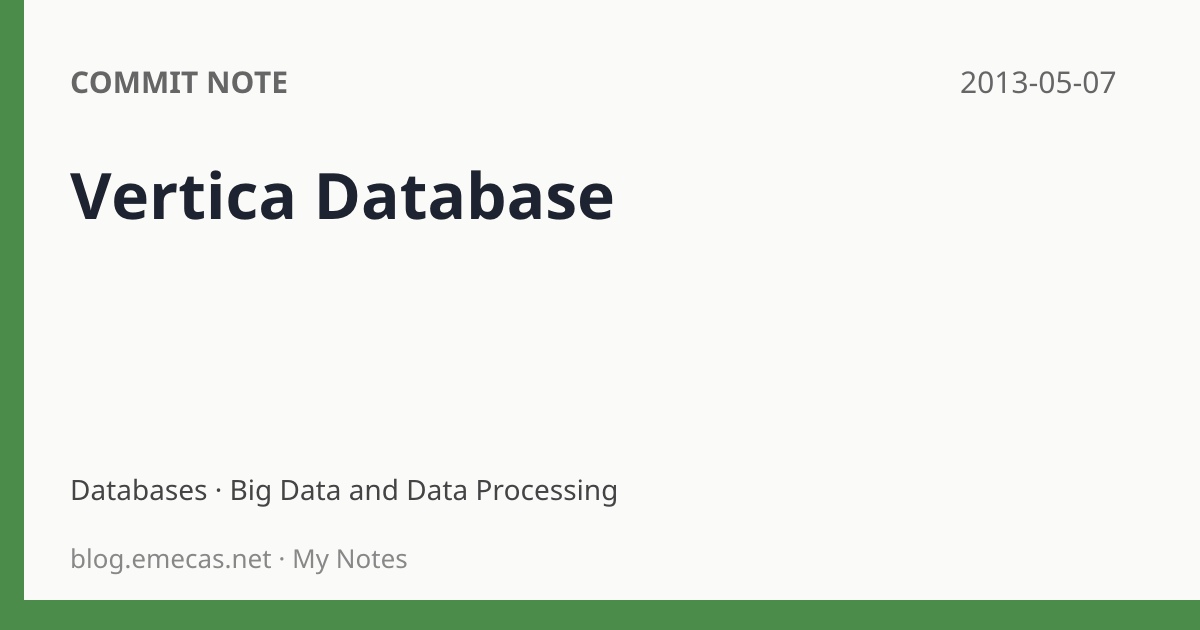 COMMIT NOTE
2013-05-07
Vertica Database
Databases · Big Data and Data Processing
blog.emecas.net · My Notes